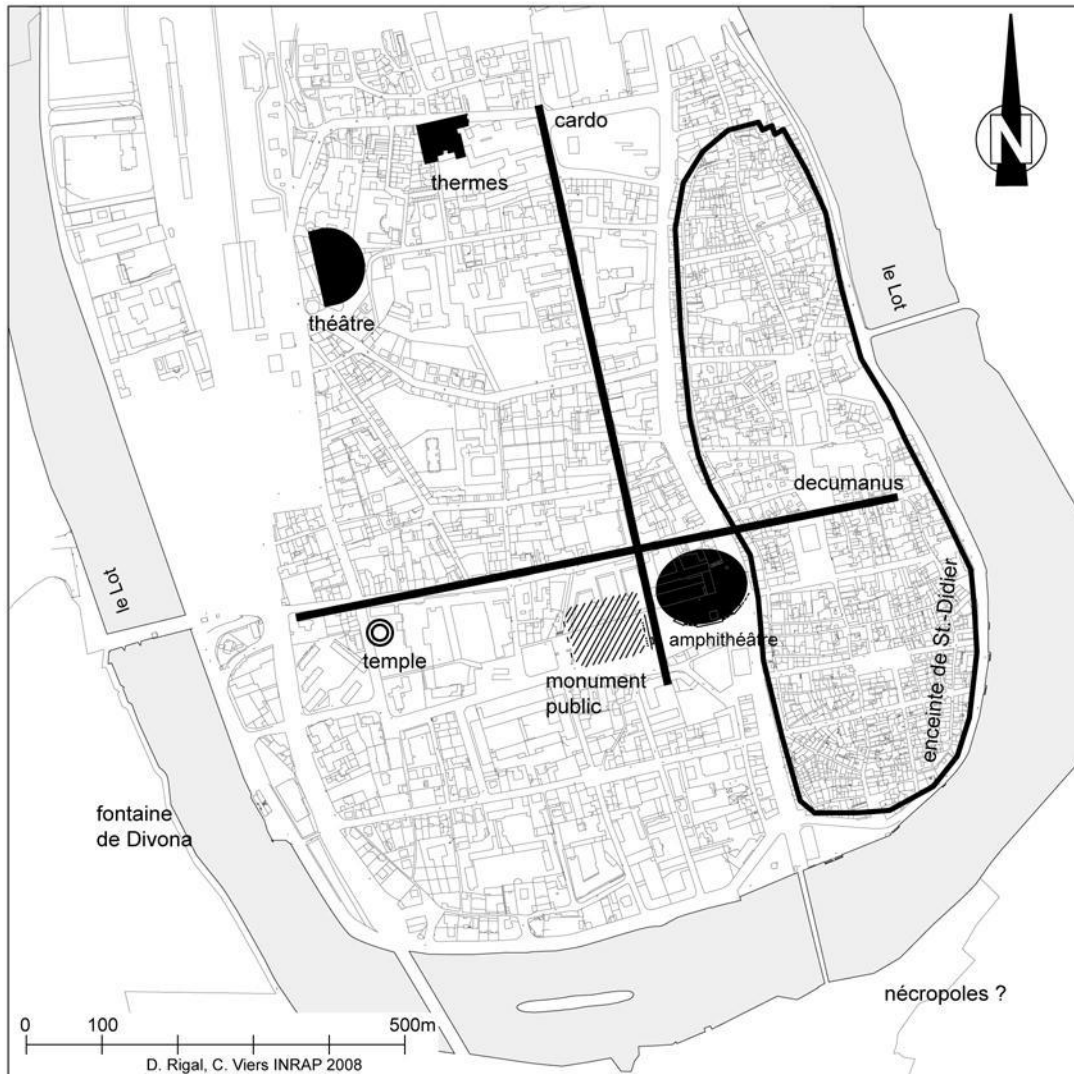 N
cardo
thermes
le Lot
théâtre
decumanus
le Lot
temple
amphithéâtre
monument
public
enceinte de St.-Didier
fontaine
de Divona
nécropoles ?
0 100 500m
D. Rigal, C. Viers INRAP 2008